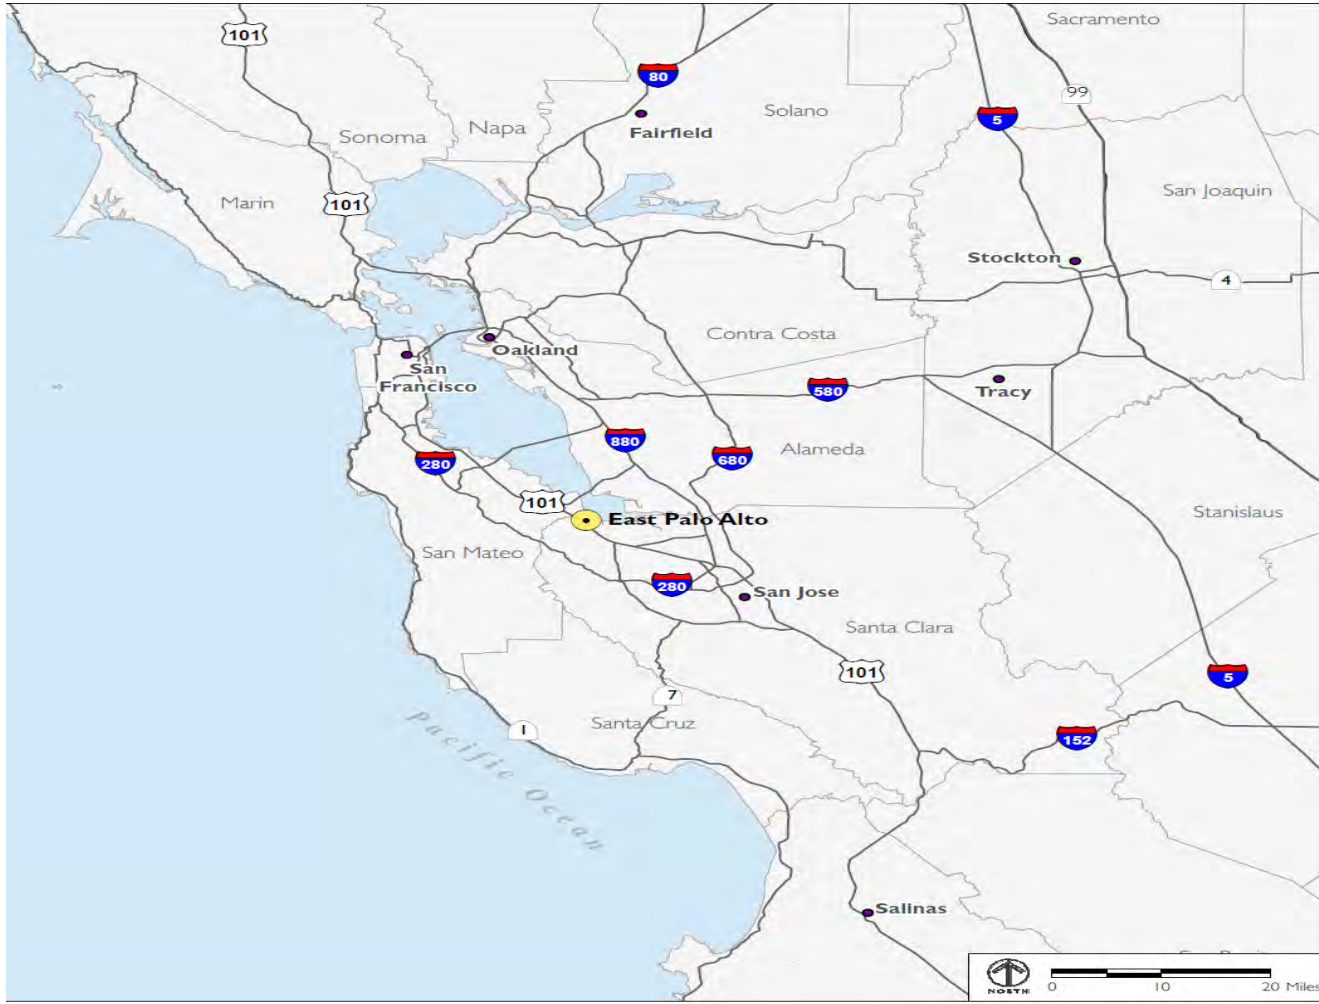 Sacramento
101
80
99
Solano
5
Fairfield
Napa
Sonoma
San Joaquin
Marin
101
Stockton
4
Contra Costa
Oakland
San
Francisco
580
Tracy
880
Alameda
680
280
101
Stanislaus
East Palo Alto
San Mateo
280
San Jose
Santa Clara
101
5
7
Santa Cruz
1
152
Pacific Ocean
Salinas
NORTH
0 10 20 Miles